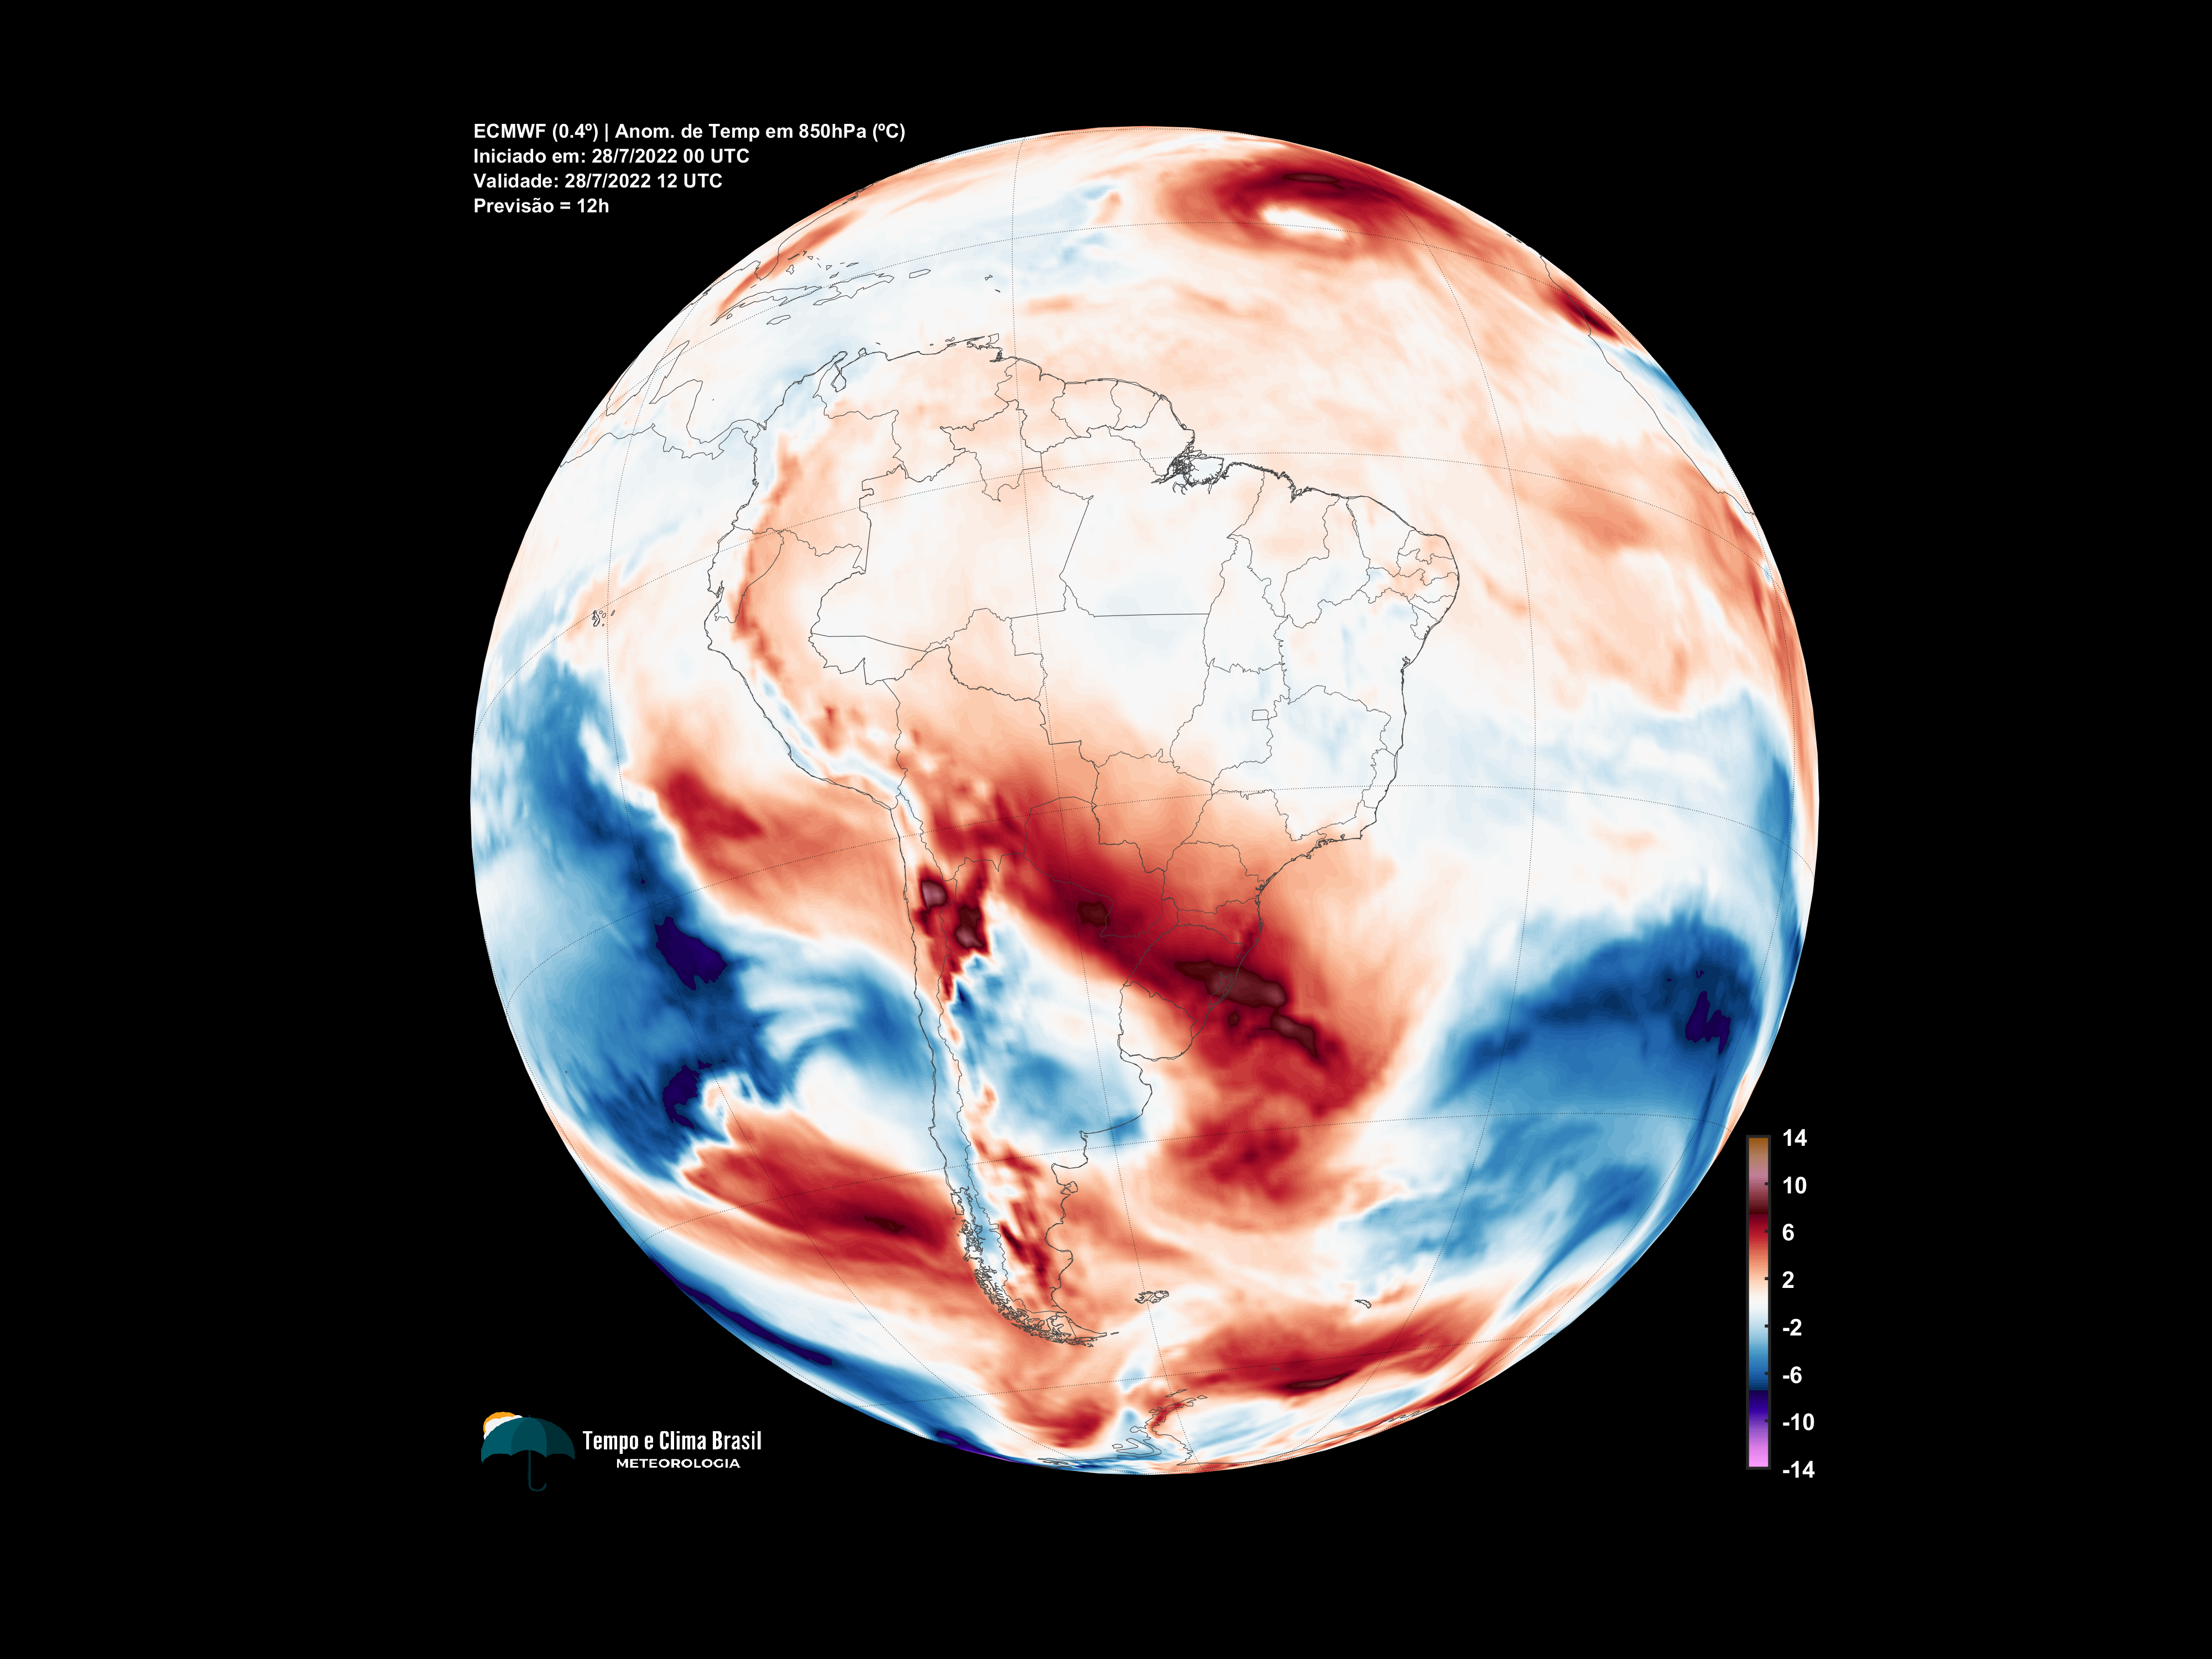 ECMWF (0.4º) | Anom. de Temp em 850hPa (ºC)
Iniciado em: 28/7/2022 00 UTC
Validade: 28/7/2022 12 UTC
Previsão = 12h
14
10
6
2
-2
-6
-10
-14
Tempo e Clima Brasil
METEOROLOGIA